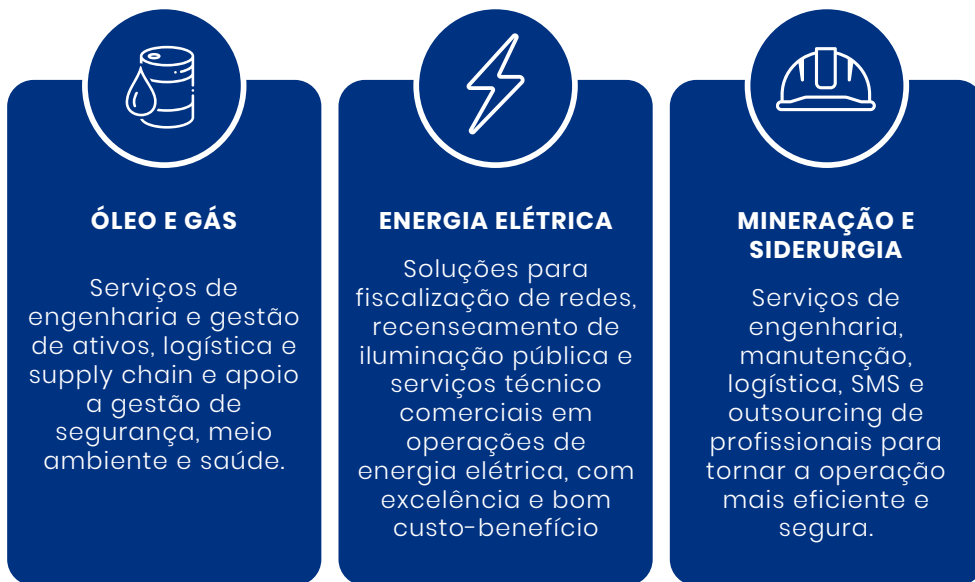 ÓLEO E GÁS
Serviços de
engenharia e gestão
de ativos, logística e
supply chain e apoio
a gestão de
segurança, meio
ambiente e saúde.
ENERGIA ELÉTRICA
Soluções para
fiscalização de redes,
recenseamento de
iluminação pública e
serviços técnico
comerciais em
operações de
energia elétrica, com
excelência e bom
custo-benefício
MINERAÇÃO E
SIDERURGIA
Serviços de
engenharia,
manutenção,
logística, SMS e
outsourcing de
profissionais para
tornar a operação
mais eficiente e
segura.